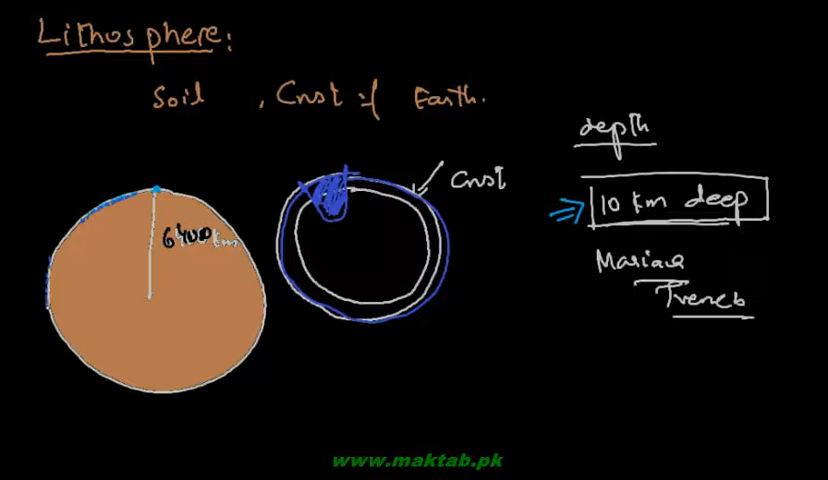 Lithosphere:
Soil , Crust of Earth.
depth
Crust
10 km deep
6400 km
Mariana
Trench
www.maktab.pk